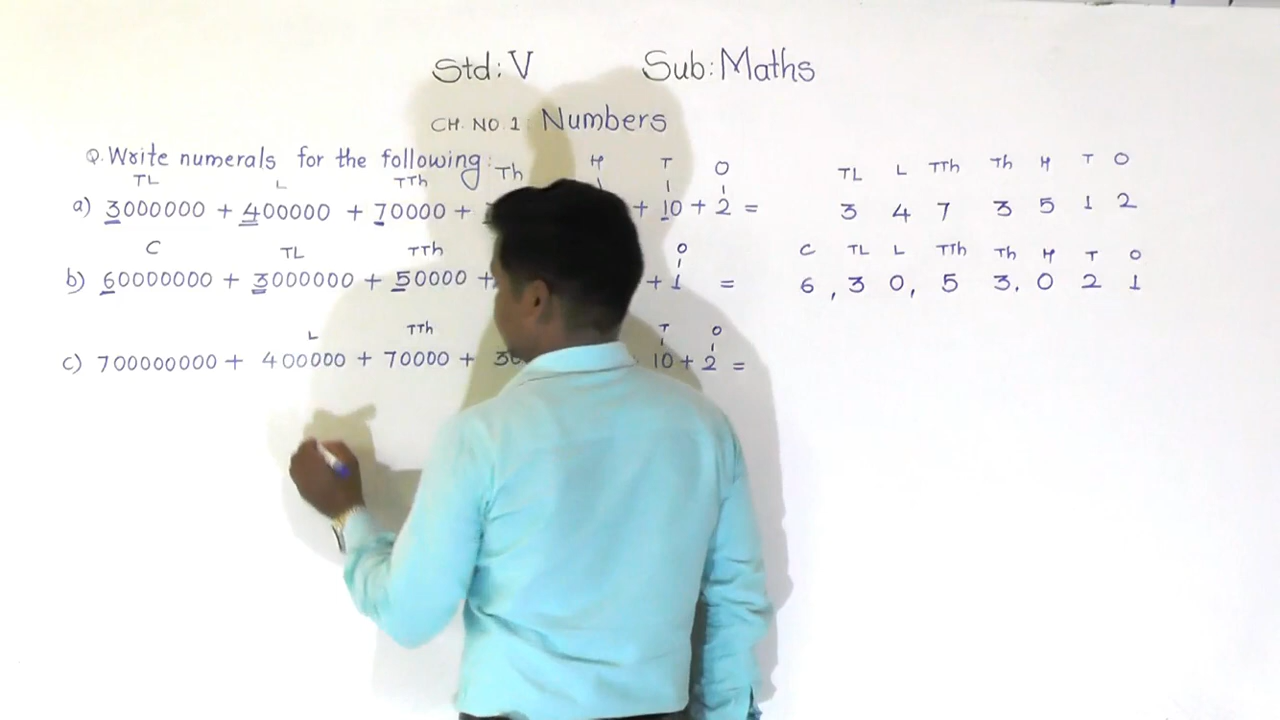 Std: V Sub: Maths
CH. NO. 1: Numbers
Q. Write numerals for the following:
TL L TTh Th H T O TL L TTh Th H T O
a) 3000000 + 400000 + 70000 + + 10 + 2 = 3 4 7 3 5 1 2
C TL TTh O C TL L TTh Th H T O
b) 60000000 + 3000000 + 50000 + + 1 = 6, 3 0, 5 3, 0 2 1
L TTh T O
c) 700000000 + 400000 + 70000 + 10 + 2 =